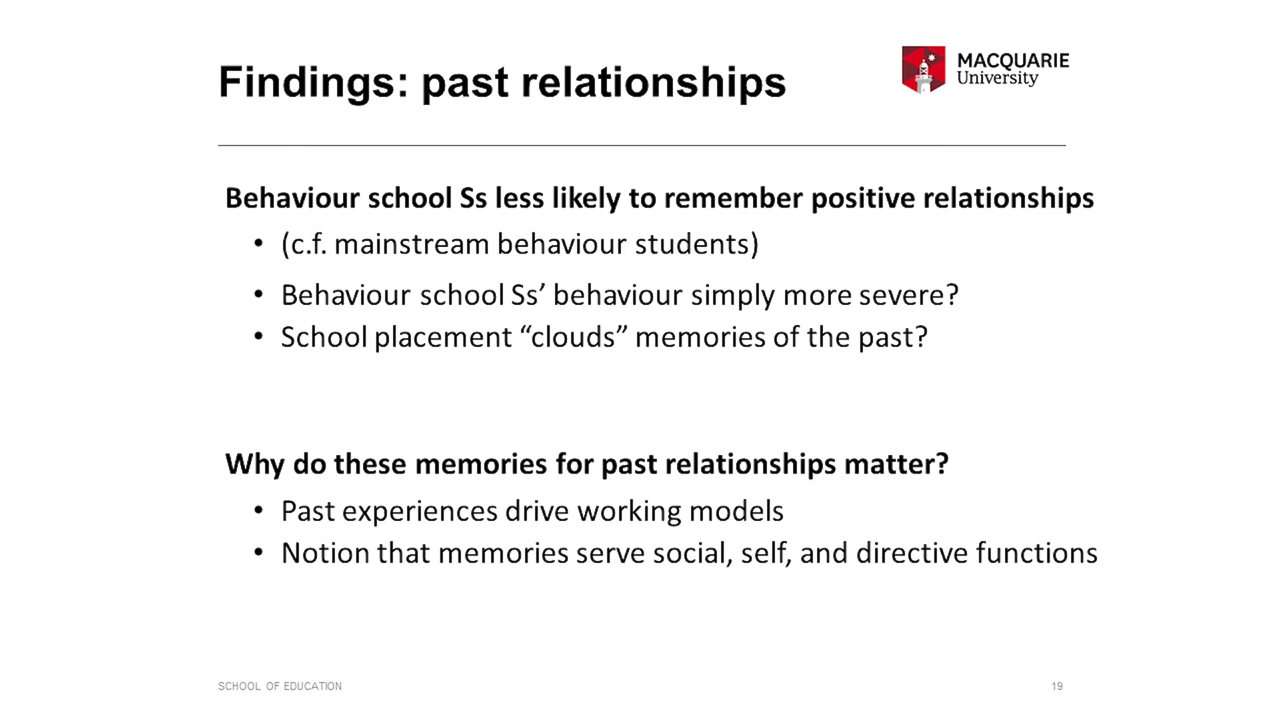 Findings: past relationships
MACQUARIE
University
Behaviour school Ss less likely to remember positive relationships
• (c.f. mainstream behaviour students)
• Behaviour school Ss’ behaviour simply more severe?
• School placement “clouds” memories of the past?
Why do these memories for past relationships matter?
• Past experiences drive working models
• Notion that memories serve social, self, and directive functions
SCHOOL OF EDUCATION
19